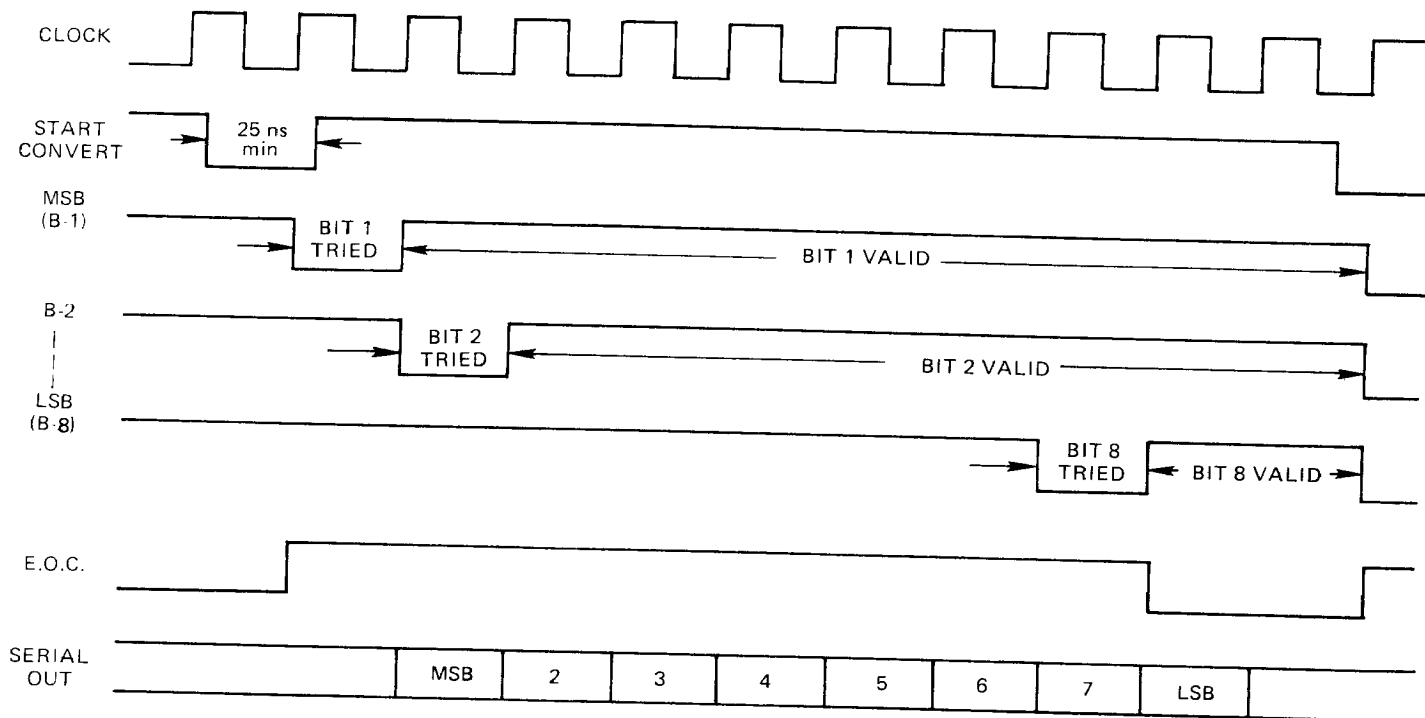 CLOCK
START
CONVERT
25 ns
min
MSB
(B-1)
BIT 1
TRIED
BIT 1 VALID
B-2
BIT 2
TRIED
BIT 2 VALID
LSB
(B-8)
BIT 8
TRIED
BIT 8 VALID
E.O.C.
SERIAL
OUT
MSB 2 3 4 5 6 7 LSB